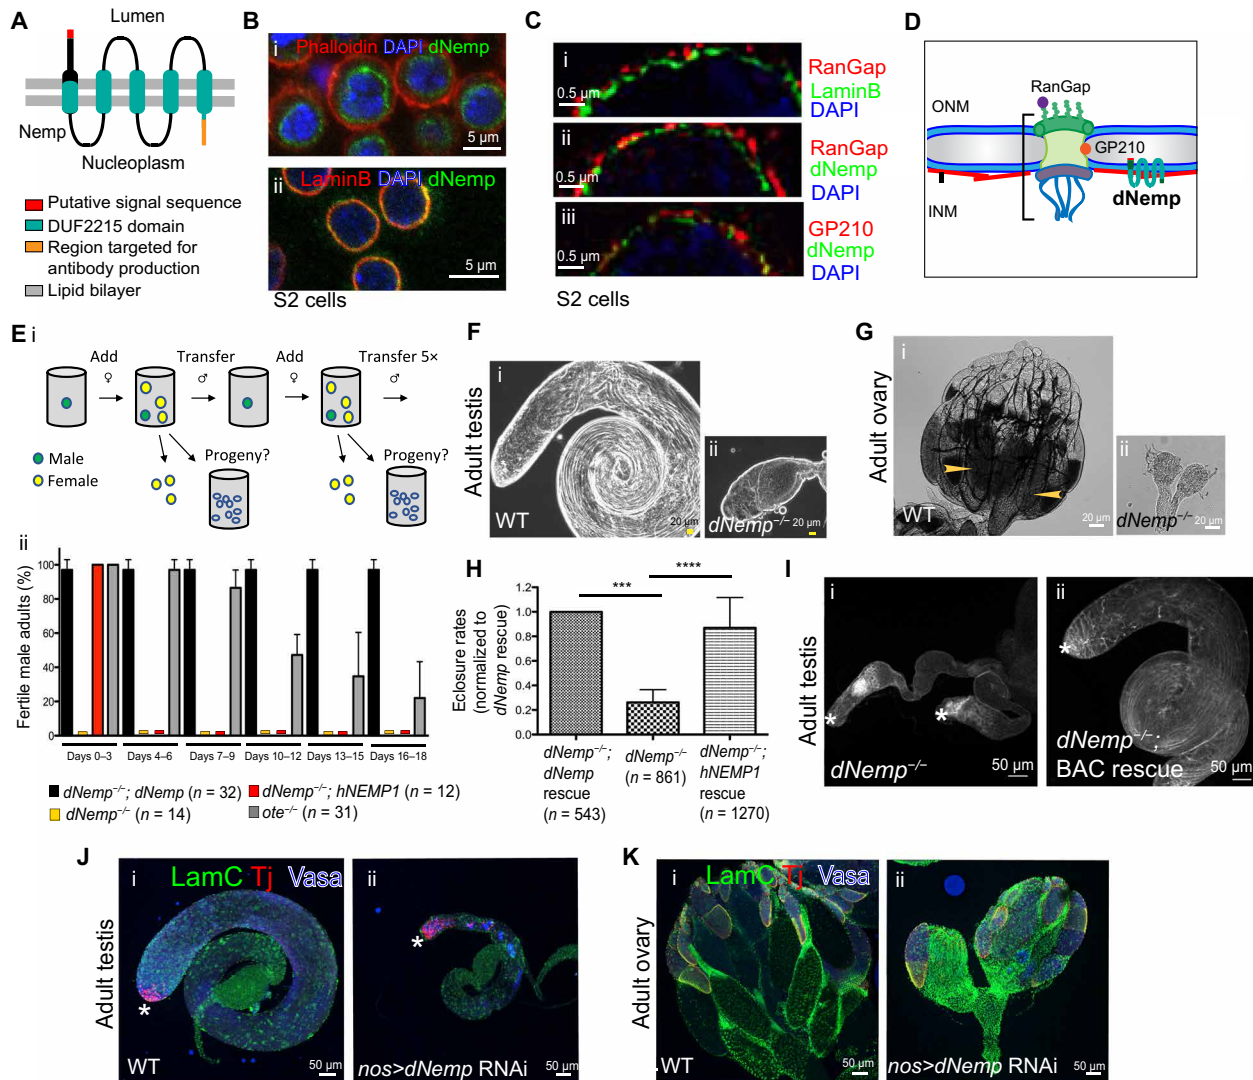 A
Lumen
Nemp
Nucleoplasm
Putative signal sequence
DUF2215 domain
Region targeted for
antibody production
Lipid bilayer
B
i
Phalloidin DAPI dNemp
5 µm
ii
LaminB DAPI dNemp
5 µm
S2 cells
C
i
0.5 µm
RanGap
LaminB
DAPI
ii
0.5 µm
RanGap
dNemp
DAPI
iii
0.5 µm
GP210
dNemp
DAPI
S2 cells
D
RanGap
ONM
GP210
dNemp
INM
E i
Add
♀
Transfer
♂
Add
♀
Transfer 5×
♂
Male
Female
Progeny?
Progeny?
ii
Fertile male adults (%)
100
80
60
40
20
0
Days 0–3
Days 4–6
Days 7–9
Days 10–12
Days 13–15
Days 16–18
dNemp−/−; dNemp (n = 32)
dNemp−/−; hNEMP1 (n = 12)
dNemp−/− (n = 14)
ote−/− (n = 31)
F
Adult testis
i
WT
20 µm
ii
dNemp−/−
20 µm
G
Adult ovary
i
WT
20 µm
ii
dNemp−/−
20 µm
H
Eclosure rates
(normalized to
dNemp rescue)
1.2
1.0
0.8
0.6
0.4
0.2
0.0
***
****
dNemp−/−;
dNemp
rescue
(n = 543)
dNemp−/−
(n = 861)
dNemp−/−;
hNEMP1
rescue
(n = 1270)
I
Adult testis
i
*
*
dNemp−/−
50 µm
ii
*
dNemp−/−;
BAC rescue
50 µm
J
Adult testis
i
LamC Tj Vasa
*
WT
50 µm
ii
*
nos>dNemp RNAi
50 µm
K
Adult ovary
i
LamC Tj Vasa
WT
50 µm
ii
nos>dNemp RNAi
50 µm